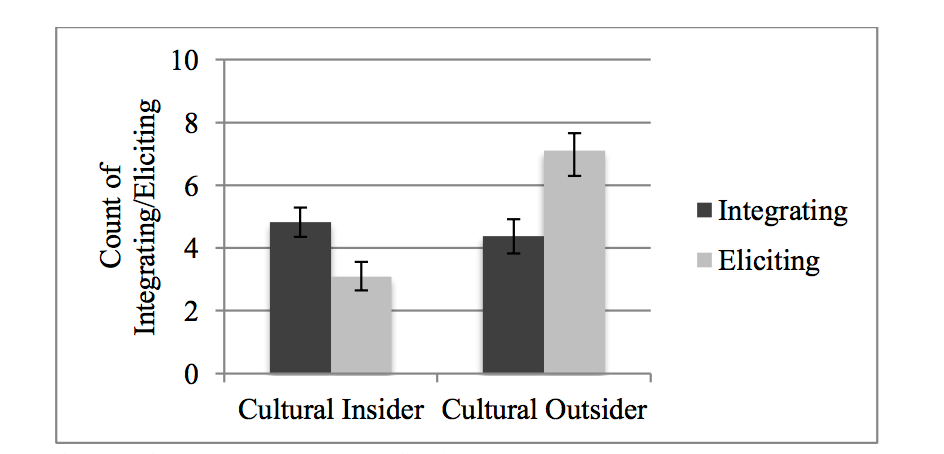 10
8
6
4
2
0
Count of
Integrating/Eliciting
Cultural Insider
Cultural Outsider
Integrating
Eliciting